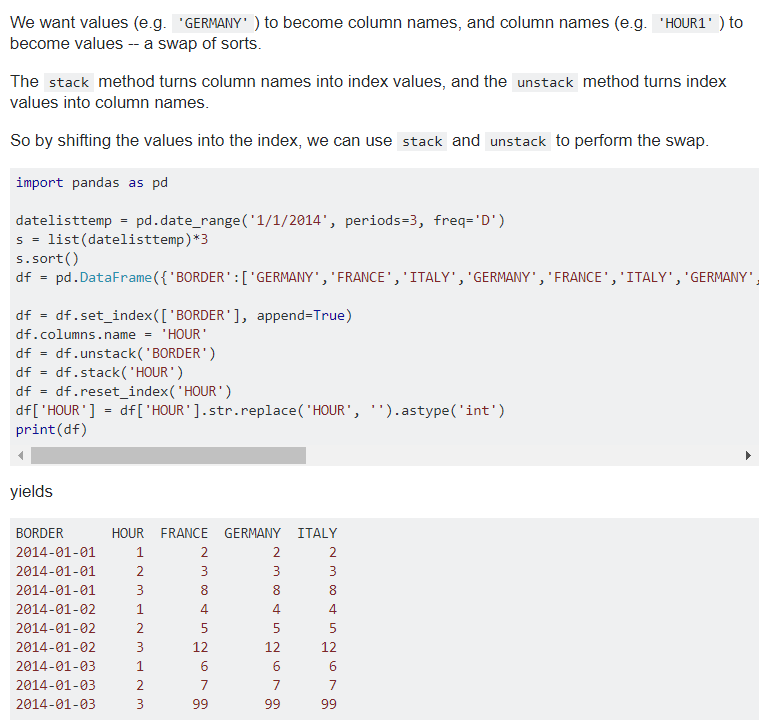 We want values (e.g. 'GERMANY' ) to become column names, and column names (e.g. 'HOUR1' ) to
become values -- a swap of sorts.
The stack method turns column names into index values, and the unstack method turns index
values into column names.
So by shifting the values into the index, we can use stack and unstack to perform the swap.
import pandas as pd
datelisttemp = pd.date_range('1/1/2014', periods=3, freq='D')
s = list(datelisttemp)*3
s.sort()
df = pd.DataFrame({'BORDER':['GERMANY','FRANCE','ITALY','GERMANY','FRANCE','ITALY','GERMANY',
df = df.set_index(['BORDER'], append=True)
df.columns.name = 'HOUR'
df = df.unstack('BORDER')
df = df.stack('HOUR')
df = df.reset_index('HOUR')
df['HOUR'] = df['HOUR'].str.replace('HOUR', '').astype('int')
print(df)
yields
BORDER HOUR FRANCE GERMANY ITALY
2014-01-01 1 2 2 2
2014-01-01 2 3 3 3
2014-01-01 3 8 8 8
2014-01-02 1 4 4 4
2014-01-02 2 5 5 5
2014-01-02 3 12 12 12
2014-01-03 1 6 6 6
2014-01-03 2 7 7 7
2014-01-03 3 99 99 99